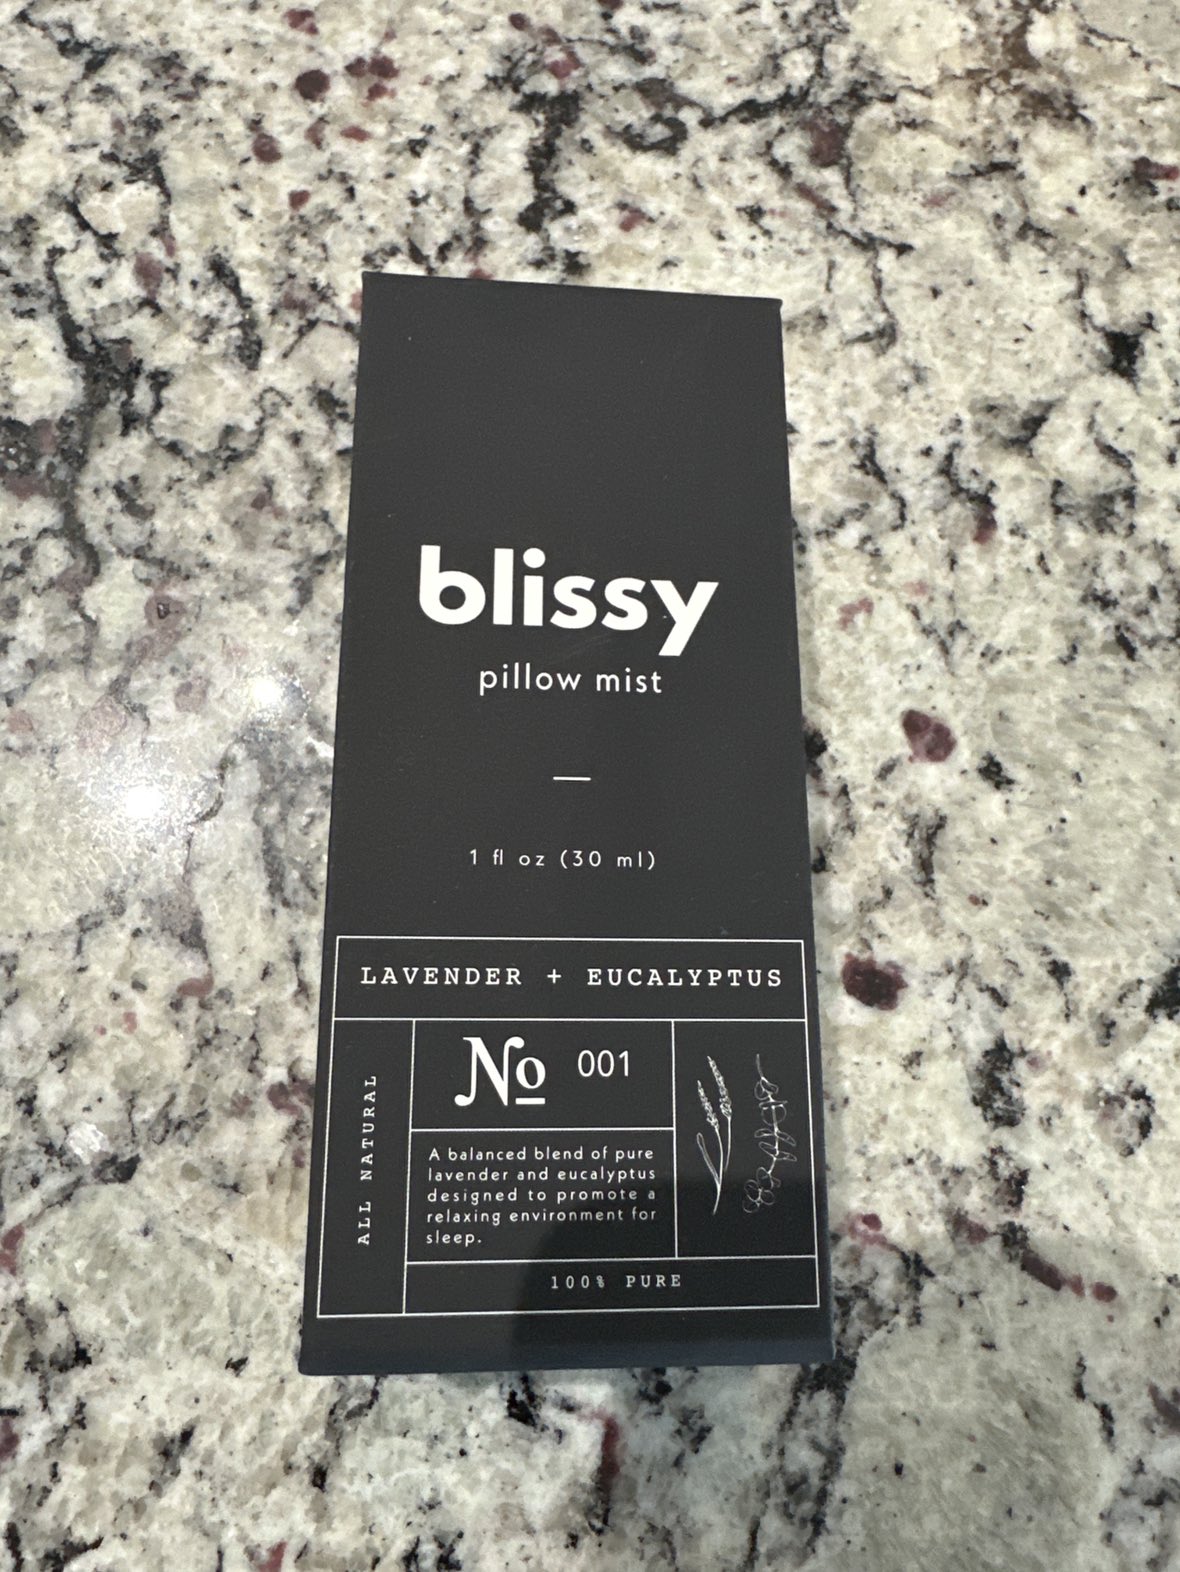 blissy
pillow mist
1 fl oz (30 ml)
LAVENDER + EUCALYPTUS
ALL NATURAL
No 001
A balanced blend of pure
lavender and eucalyptus
designed to promote a
relaxing environment for
sleep.
100% PURE